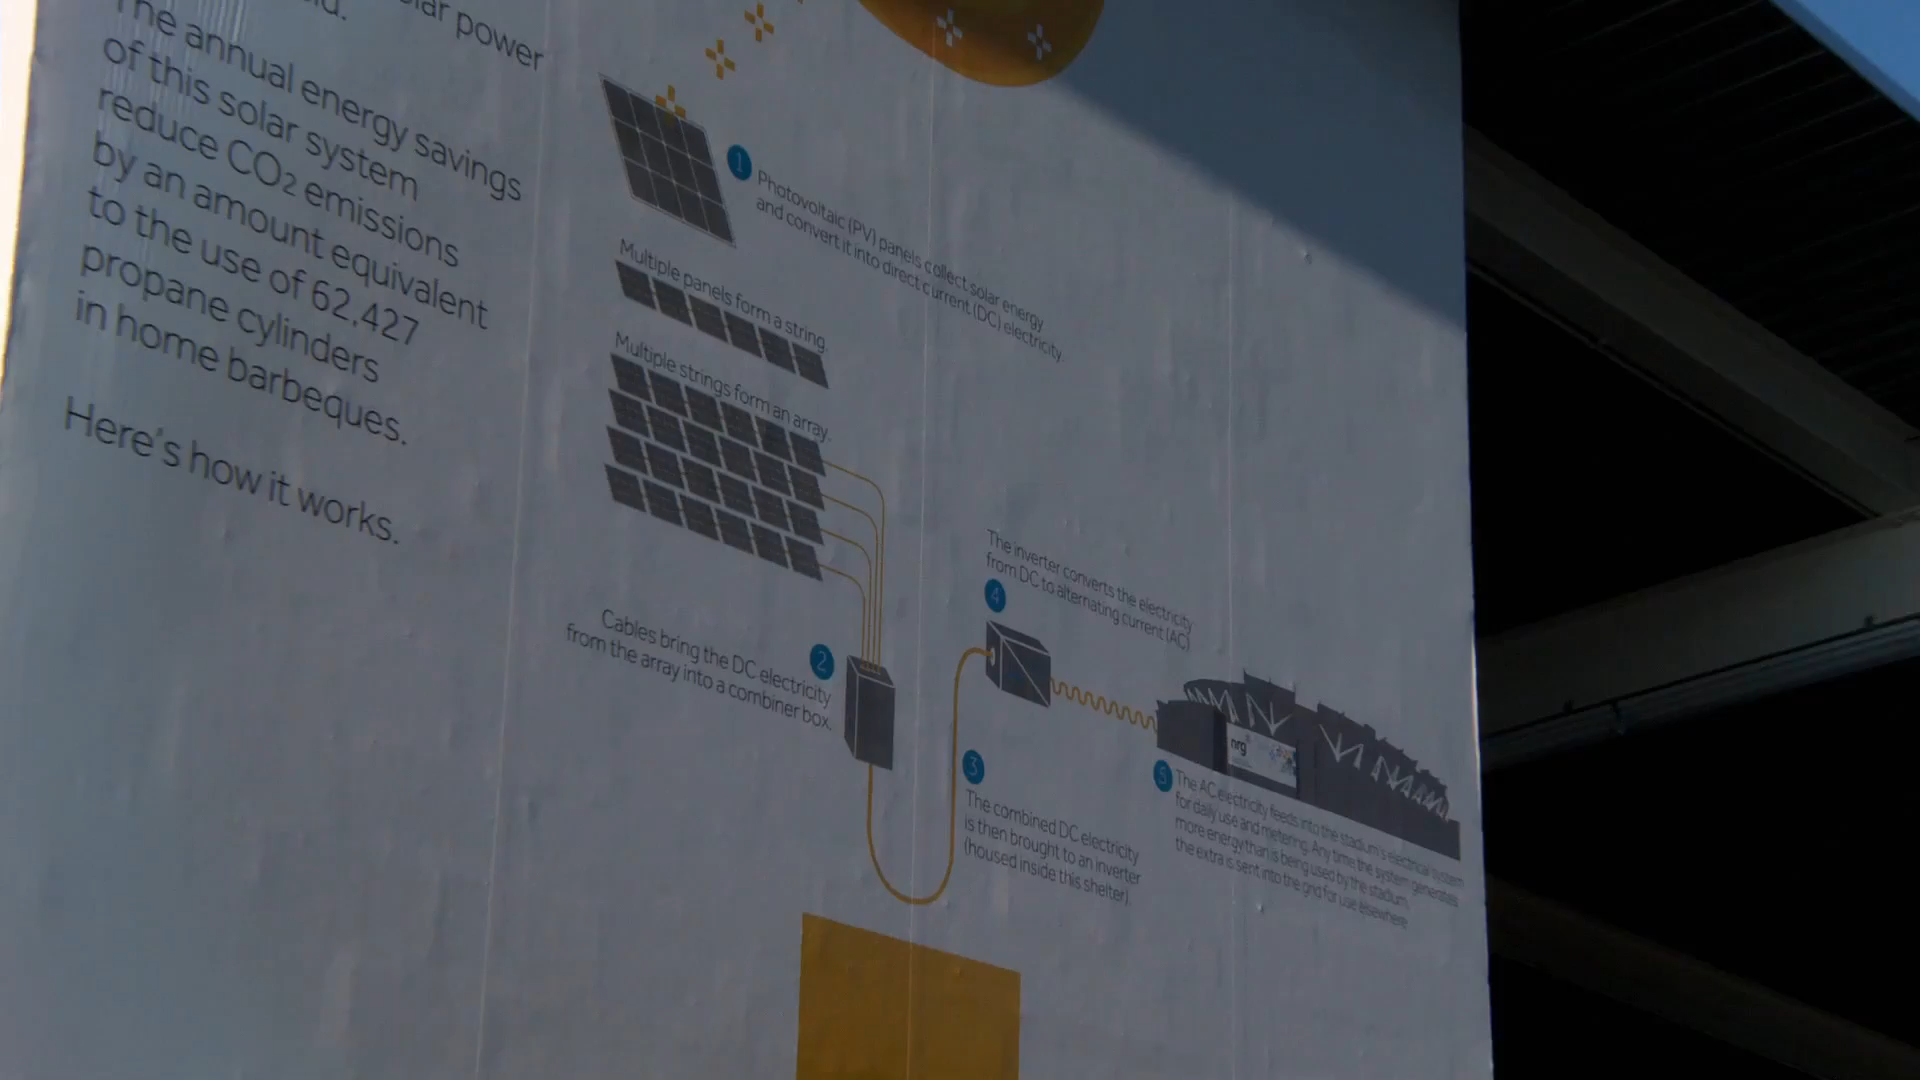 power
The annual energy savings
of this solar system
reduce CO2 emissions
by an amount equivalent
to the use of 62,427
propane cylinders
in home barbeques.
Here's how it works.
1
Photovoltaic (PV) panels collect solar energy
and convert it into direct current (DC) electricity.
Multiple panels form a string.
Multiple strings form an array.
2
Cables bring the DC electricity
from the array into a combiner box.
3
The combined DC electricity
is then brought to an inverter
(housed inside this shelter).
The inverter converts the electricity
from DC to alternating current (AC)
4
nrg
5
The AC electricity feeds into the stadium's electrical system
for daily use and metering. Any time the system generates
more energy than is being used by the stadium,
the extra is sent into the grid for use elsewhere